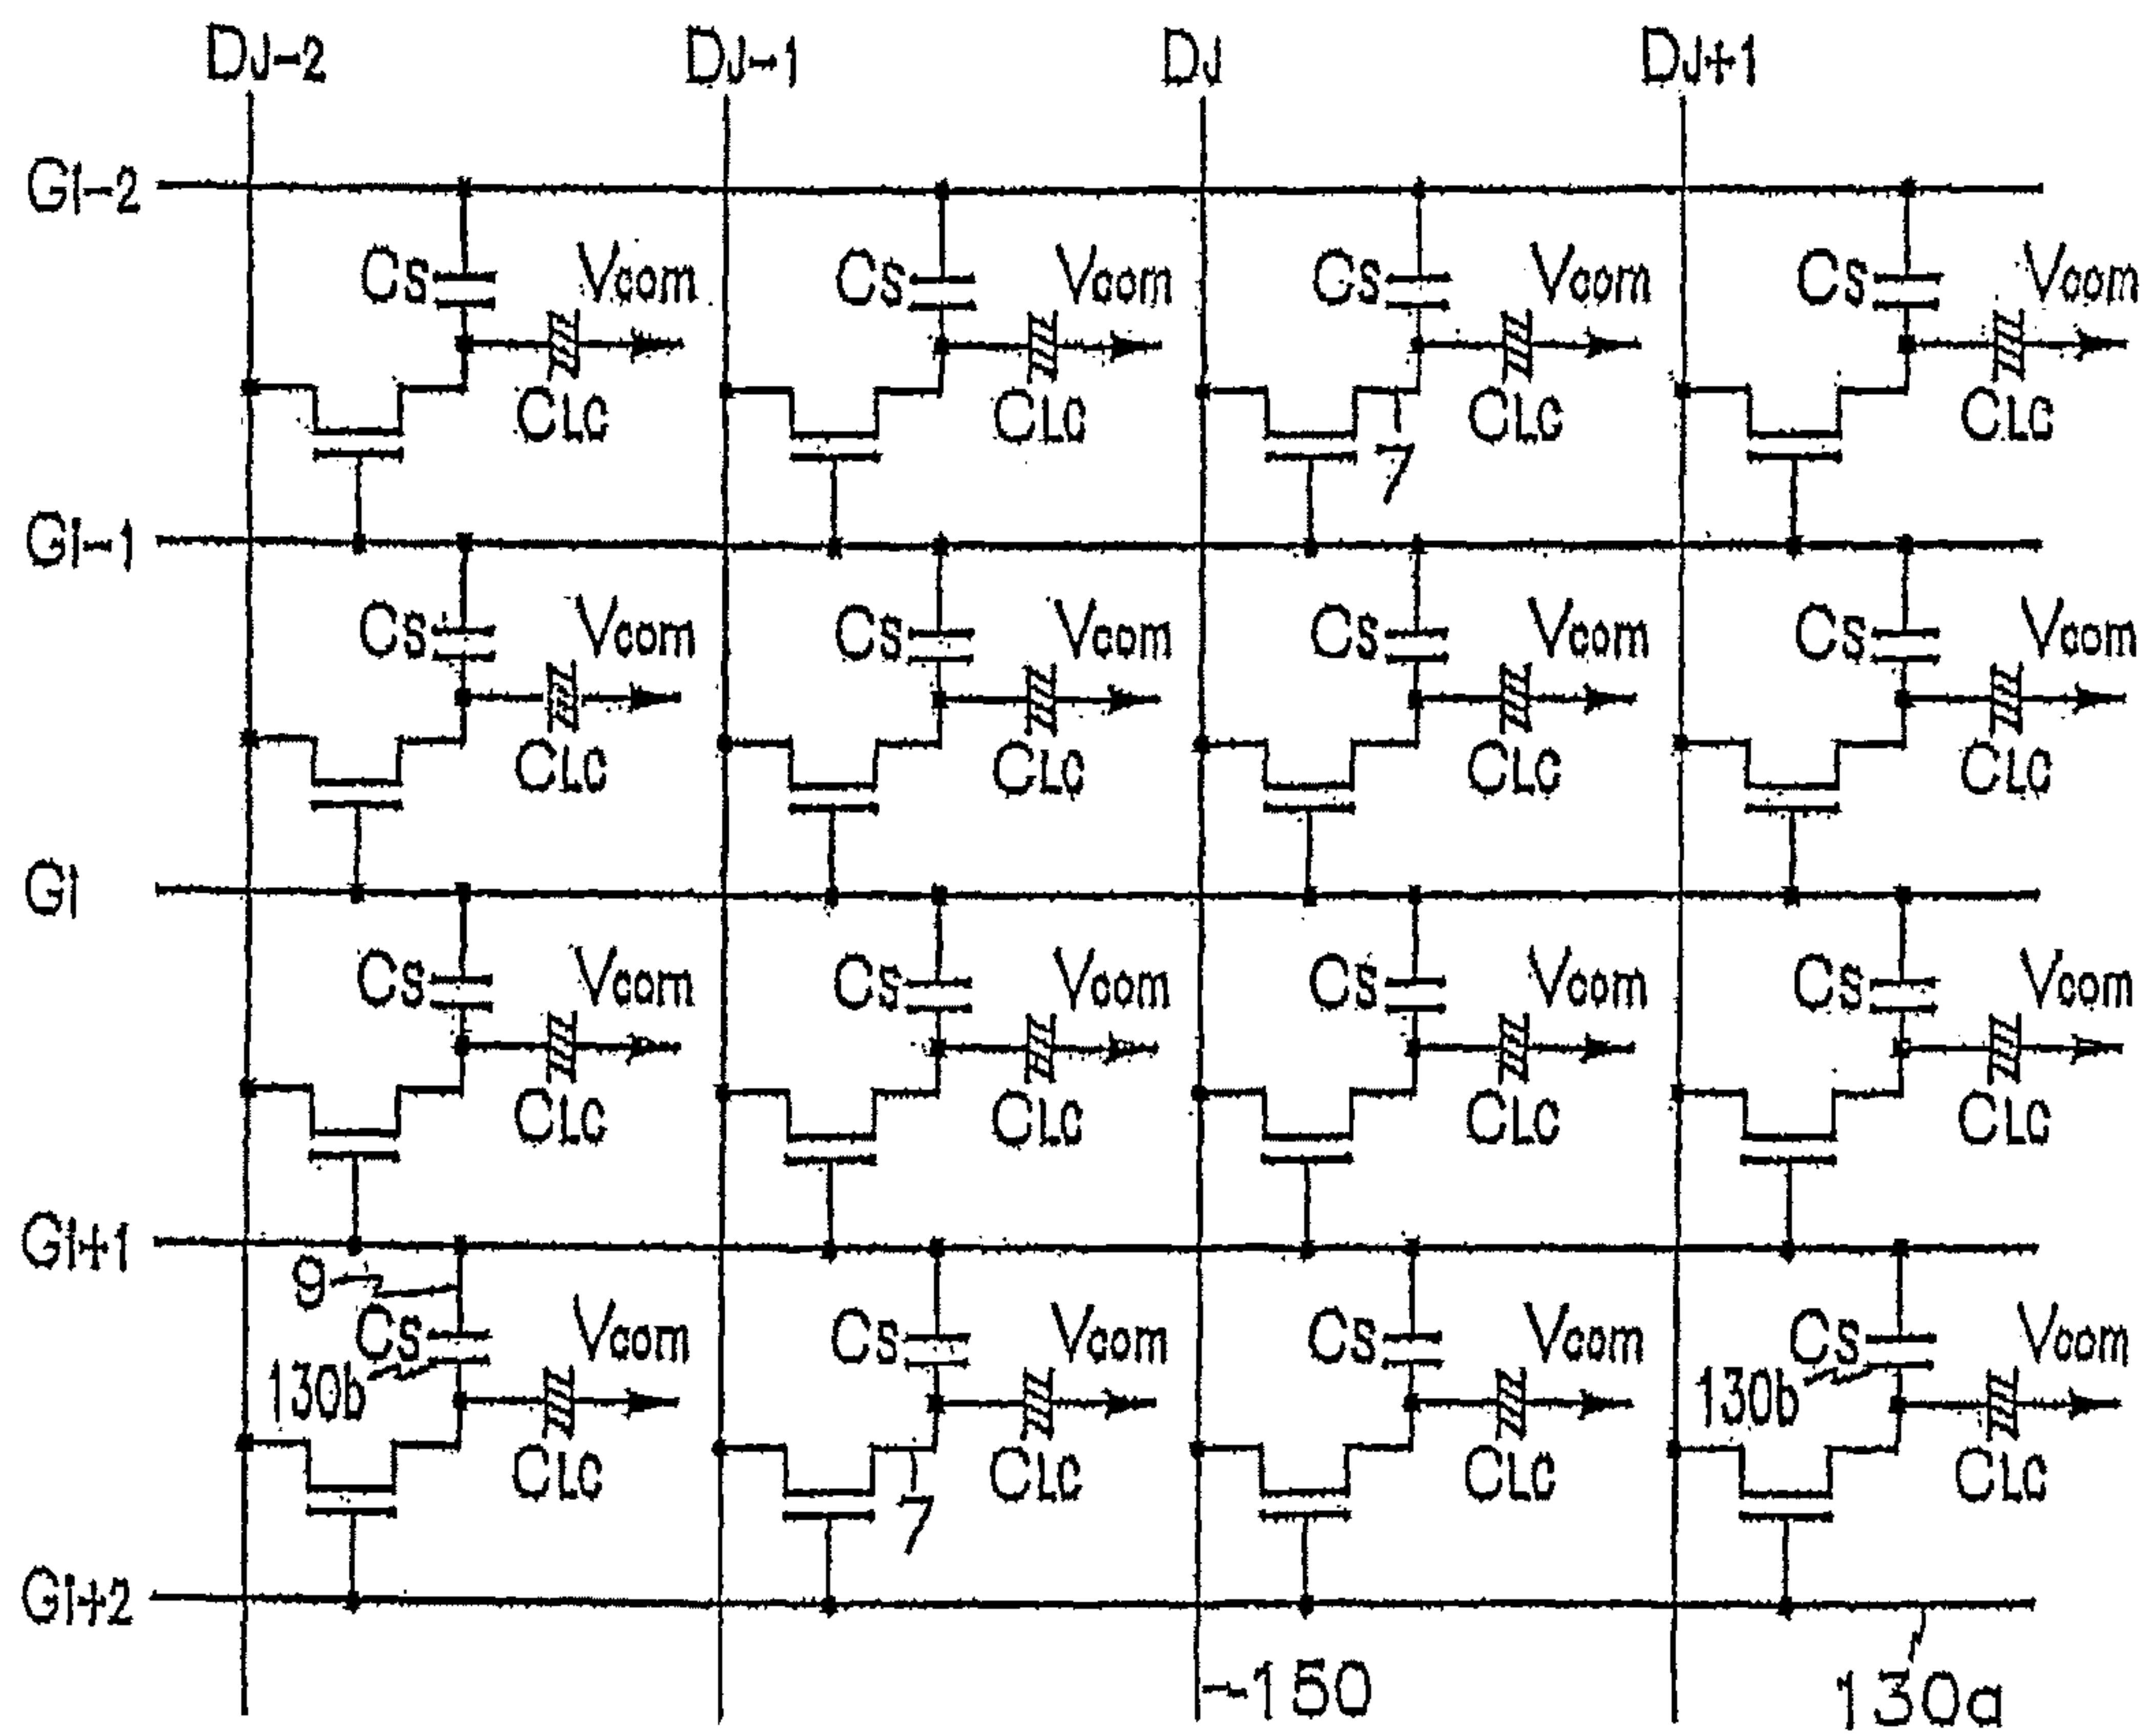 DJ-2 DJ-1 DJ DJ+1
Gi-2
Cs Vcom Cs Vcom Cs Vcom Cs Vcom
CLC CLC CLC CLC
7
Gi-1
Cs Vcom Cs Vcom Cs Vcom Cs Vcom
CLC CLC CLC CLC
Gi
Cs Vcom Cs Vcom Cs Vcom Cs Vcom
CLC CLC CLC CLC
Gi+1
9
Cs Vcom Cs Vcom Cs Vcom Cs Vcom
130b 130b
CLC CLC CLC CLC
7
Gi+2
150 130a